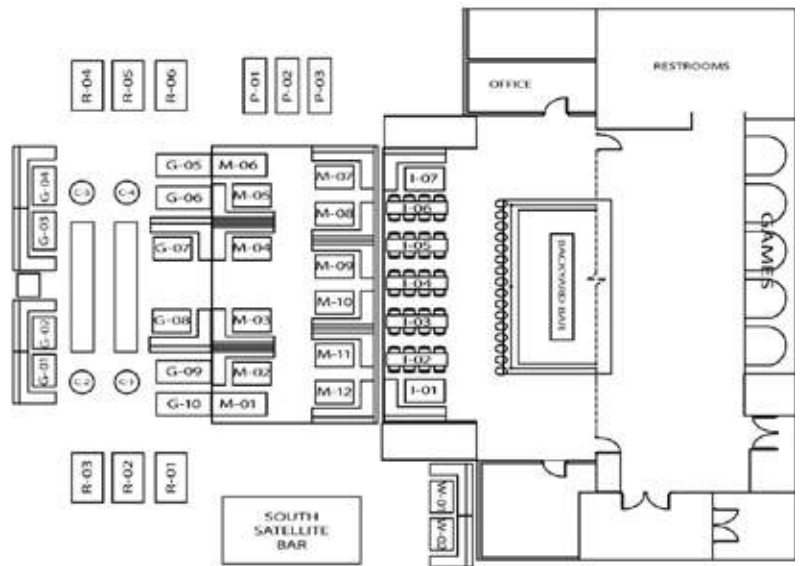 R-04
R-05
R-06
P-01
P-02
P-03
OFFICE
RESTROOMS
G-04
G-03
C-3
C-4
G-05
M-06
G-06
M-05
G-07
M-04
M-07
M-08
M-09
M-10
M-11
M-12
I-07
I-06
I-05
I-04
I-03
I-02
I-01
BACKYARD BAR
GAMES
G-02
G-01
C-2
G-08
M-03
G-09
M-02
G-10
M-01
R-03
R-02
R-01
SOUTH
SATELLITE
BAR
W-01